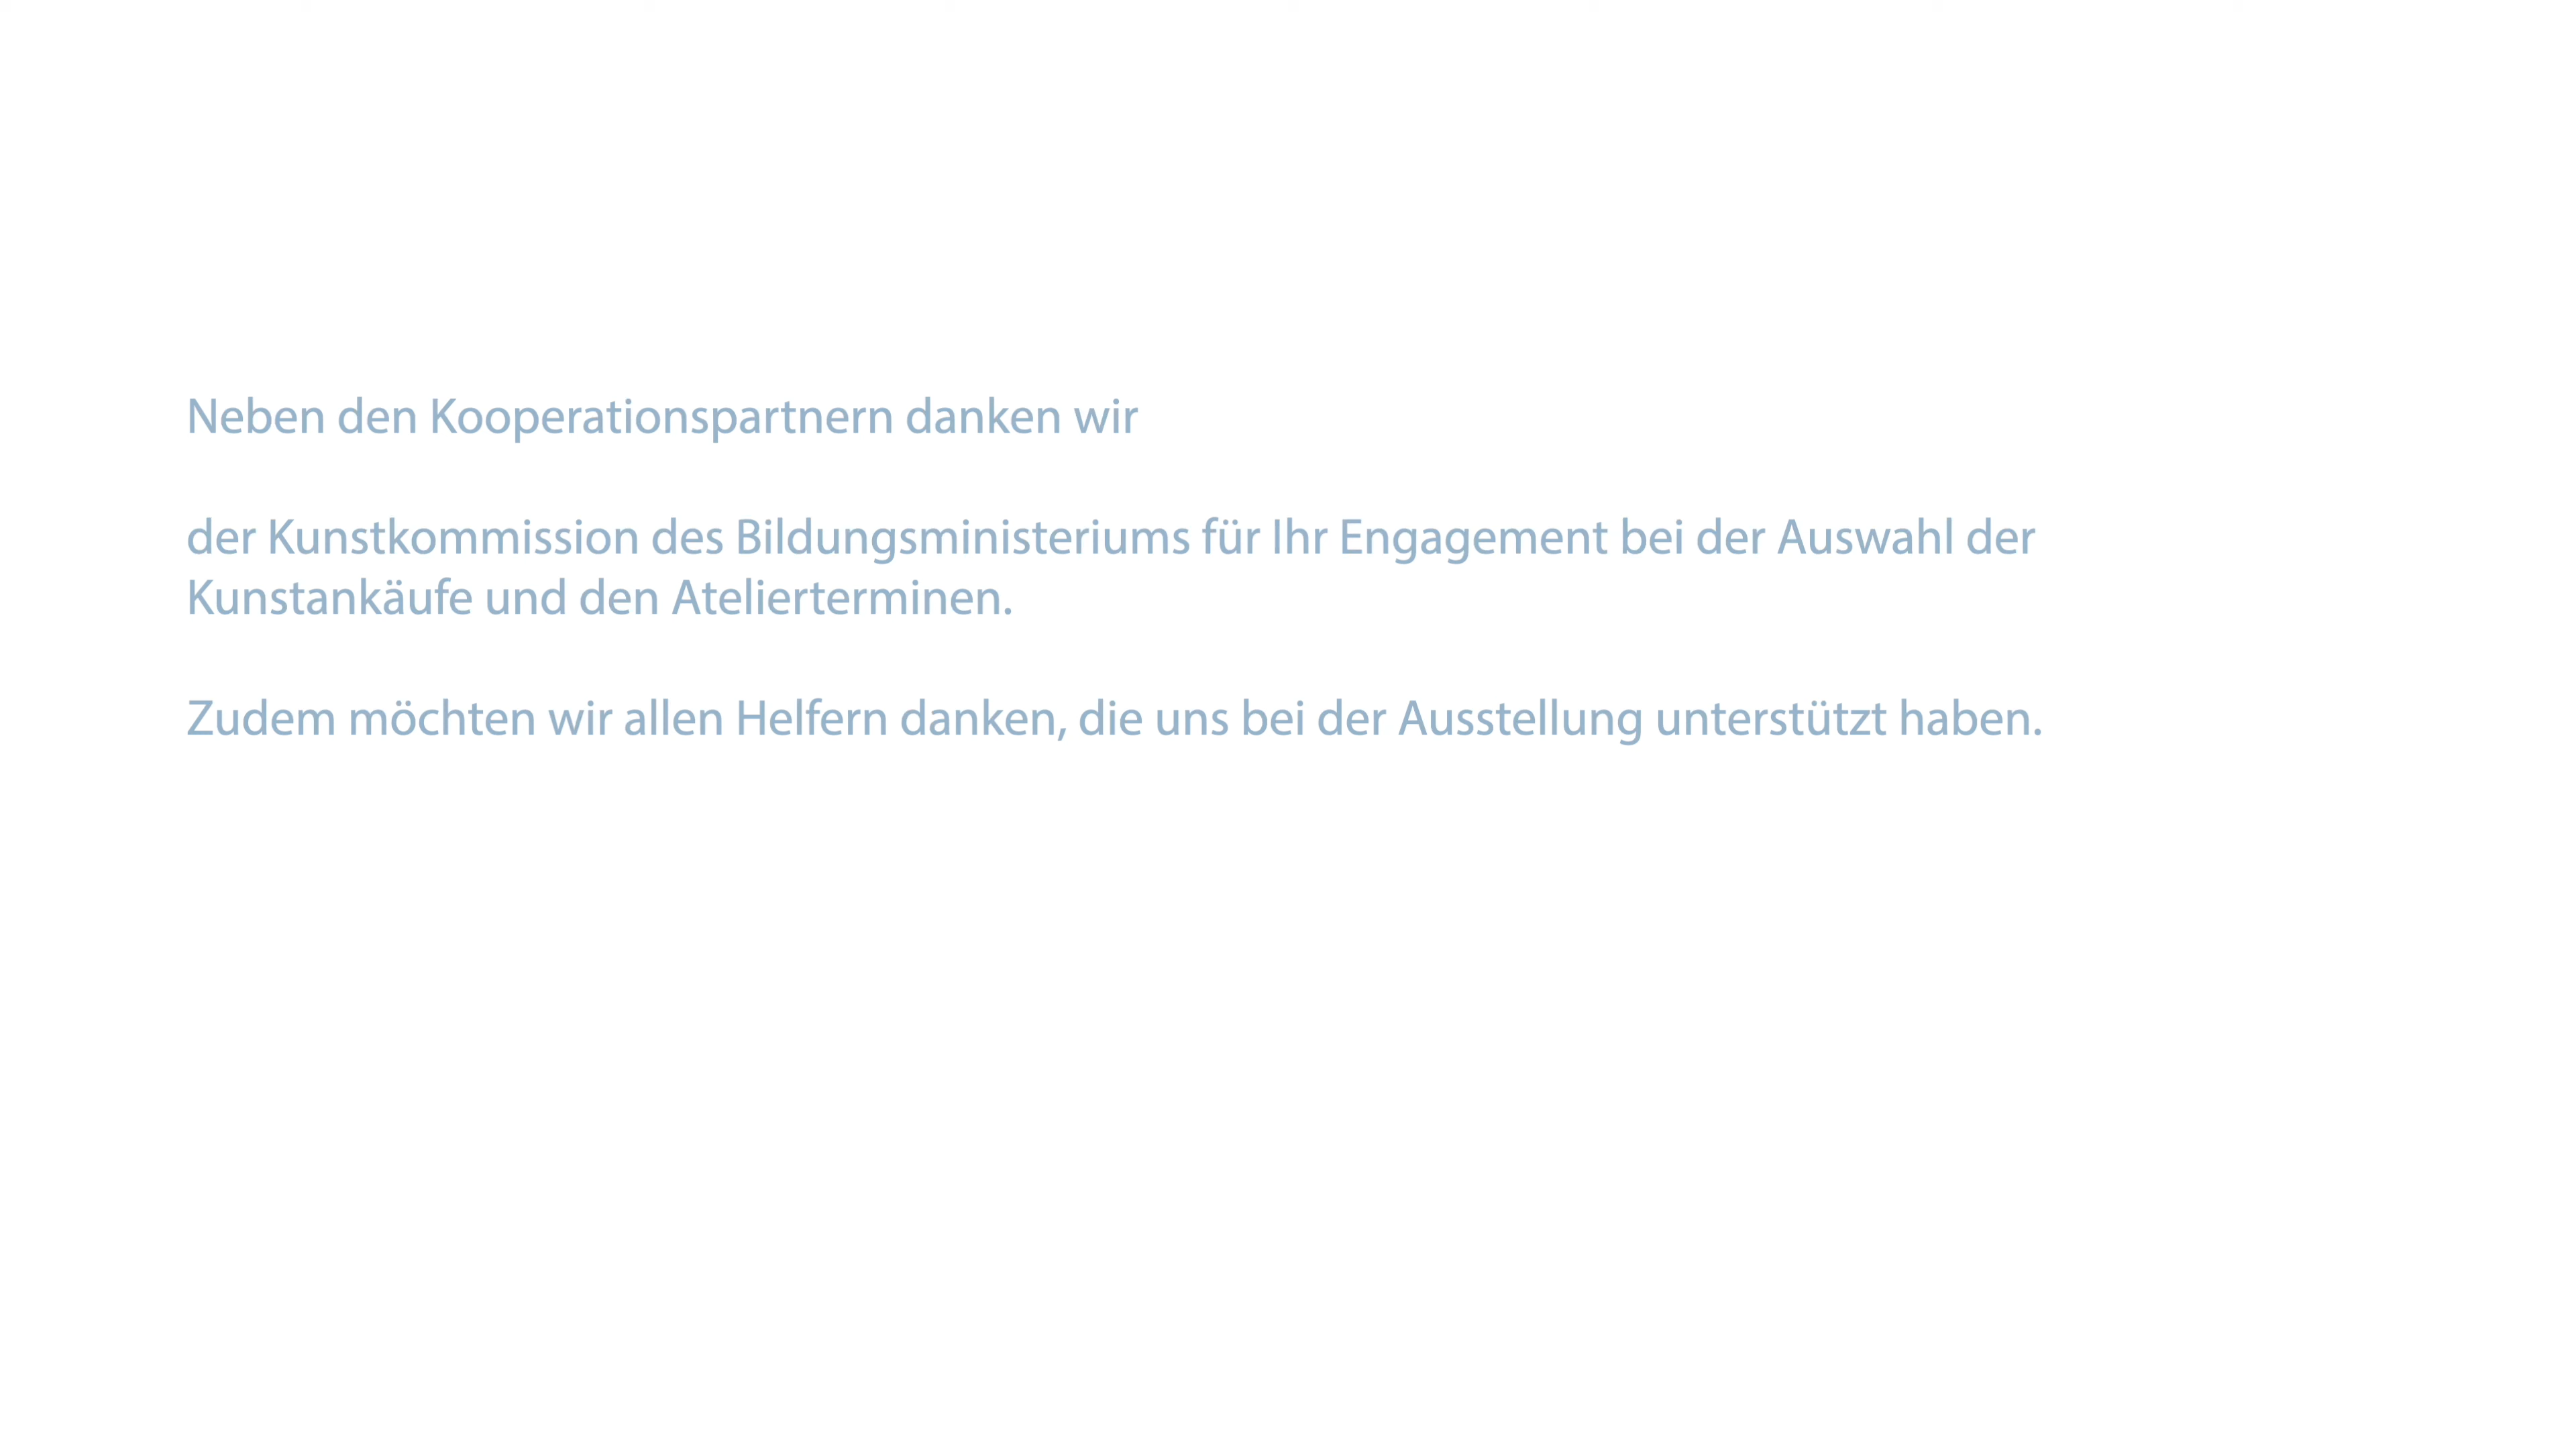 Neben den Kooperationspartnern danken wir
der Kunstkommission des Bildungsministeriums für Ihr Engagement bei der Auswahl der
Kunstankäufe und den Atelierterminen.
Zudem möchten wir allen Helfern danken, die uns bei der Ausstellung unterstützt haben.